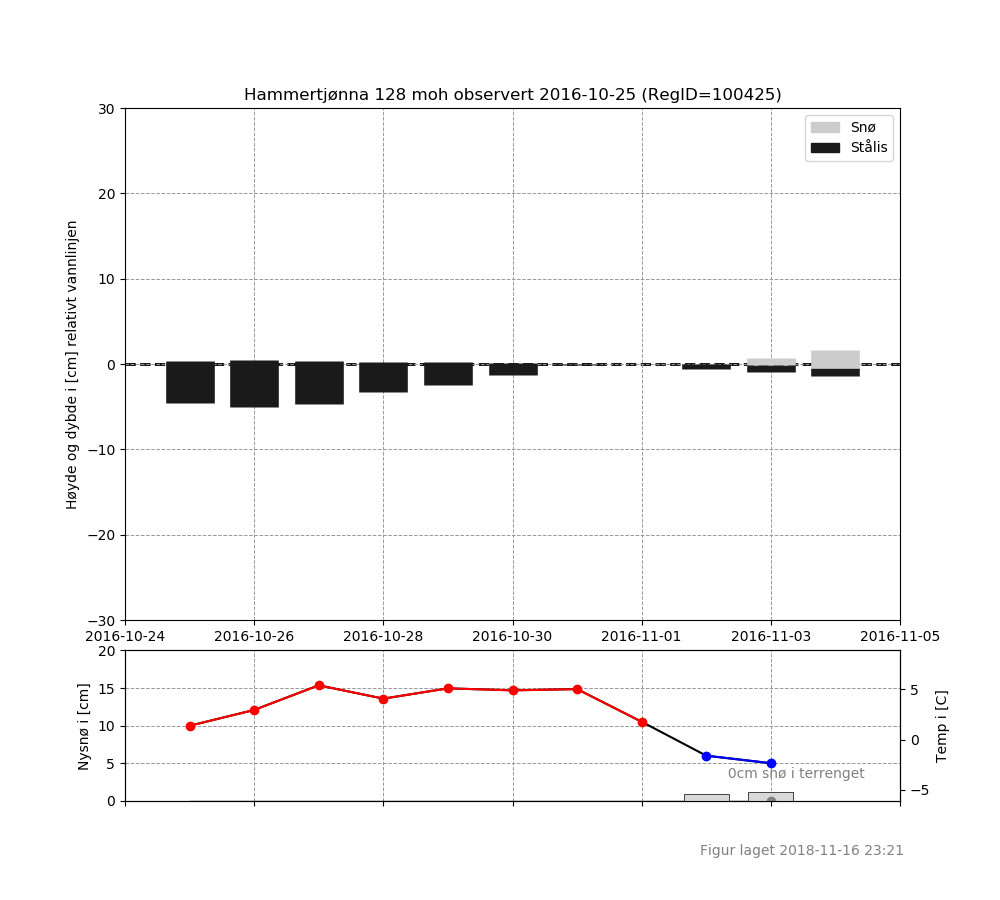 Hammertjønna 128 moh observert 2016-10-25 (RegID=100425)
Snø
Stålis
Høyde og dybde i [cm] relativt vannlinjen
30
20
10
0
−10
−20
−30
2016-10-24 2016-10-26 2016-10-28 2016-10-30 2016-11-01 2016-11-03 2016-11-05
Nysnø i [cm]
20
15
10
5
0
Temp i [C]
5
0
−5
0cm snø i terrenget
Figur laget 2018-11-16 23:21